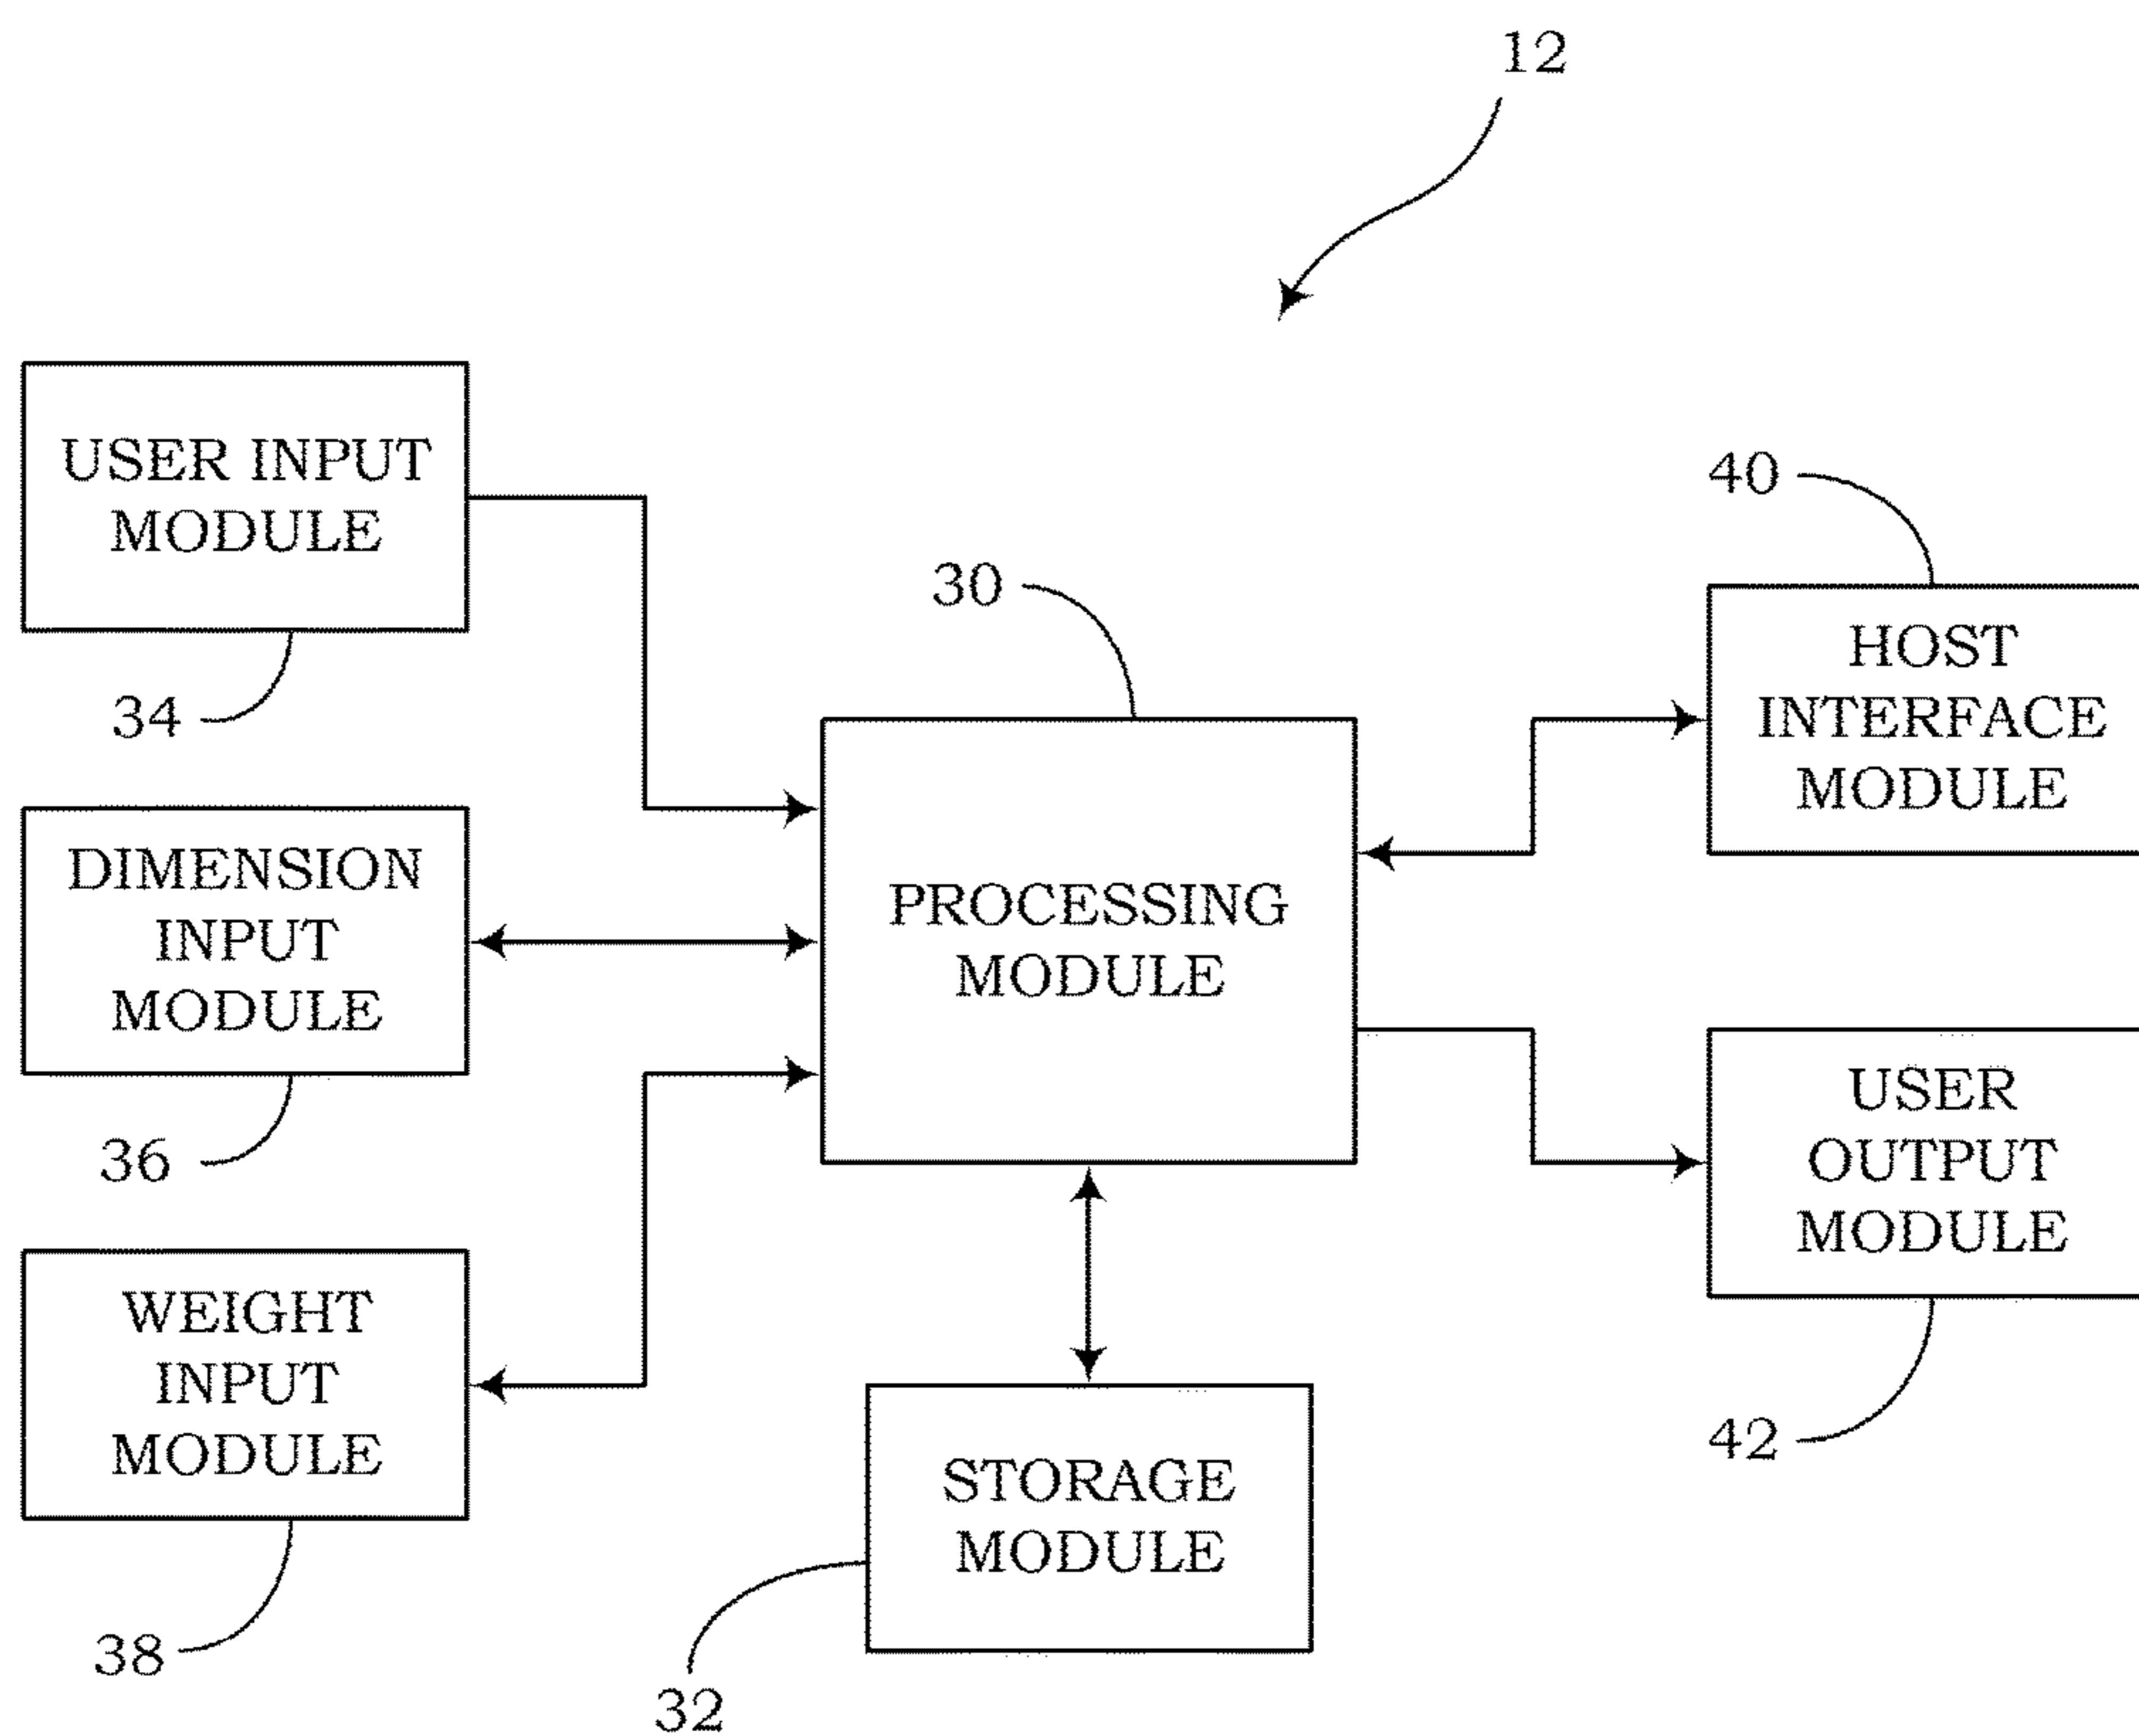 12
USER INPUT
MODULE
34
DIMENSION
INPUT
MODULE
36
WEIGHT
INPUT
MODULE
38
30
PROCESSING
MODULE
STORAGE
MODULE
32
40
HOST
INTERFACE
MODULE
USER
OUTPUT
MODULE
42